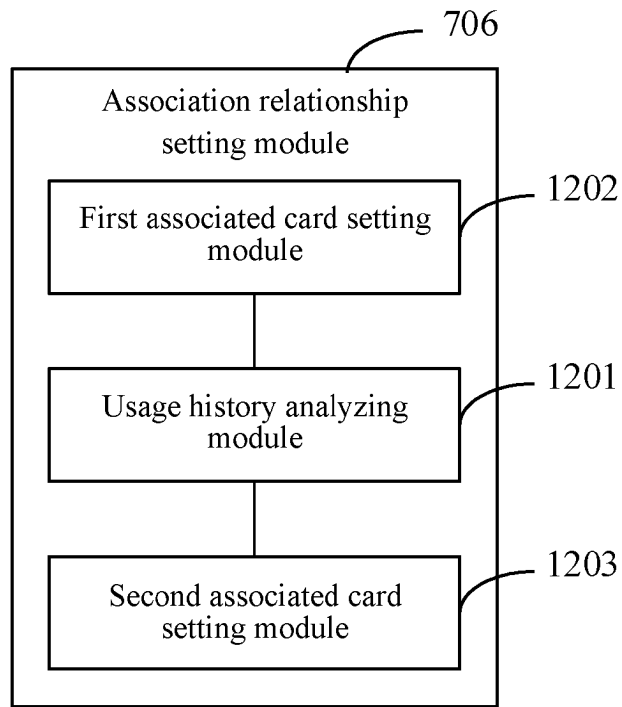 706
Association relationship
setting module
1202
First associated card setting
module
1201
Usage history analyzing
module
1203
Second associated card
setting module